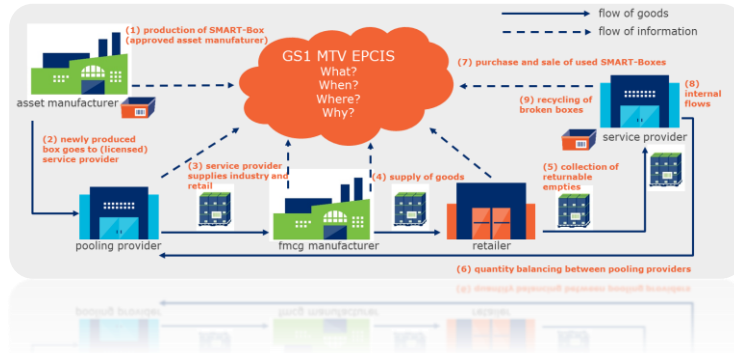 flow of goods
flow of information
(1) production of SMART-Box
(approved asset manufaturer)
GS1 MTV EPCIS
What?
When?
Where?
Why?
(7) purchase and sale of used SMART-Boxes
(8)
internal
flows
asset manufacturer
(9) recycling of
broken boxes
service provider
(2) newly produced
box goes to (licensed)
service provider
(3) service provider
supplies industry and
retail
(4) supply of goods
(5) collection of
returnable
empties
pooling provider
fmcg manufacturer
retailer
(6) quantity balancing between pooling providers